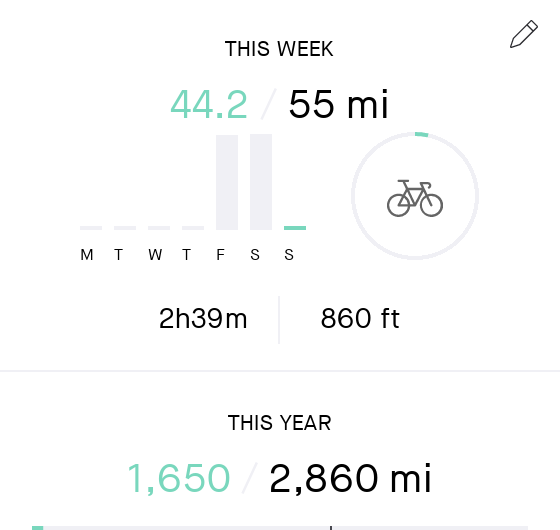 THIS WEEK
44.2 / 55 mi
M T W T F S S
2h39m 860 ft
THIS YEAR
1,650 / 2,860 mi